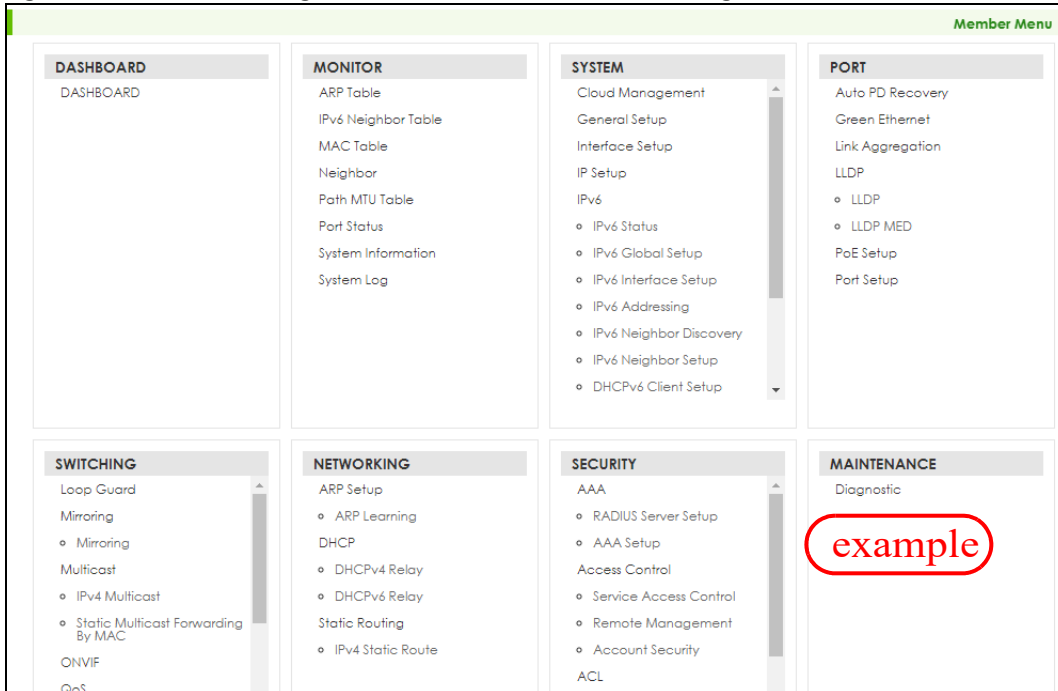 Member Menu
DASHBOARD
DASHBOARD
MONITOR
ARP Table
IPv6 Neighbor Table
MAC Table
Neighbor
Path MTU Table
Port Status
System Information
System Log
SYSTEM
Cloud Management
General Setup
Interface Setup
IP Setup
IPv6
IPv6 Status
IPv6 Global Setup
IPv6 Interface Setup
IPv6 Addressing
IPv6 Neighbor Discovery
IPv6 Neighbor Setup
DHCPv6 Client Setup
PORT
Auto PD Recovery
Green Ethernet
Link Aggregation
LLDP
LLDP
LLDP MED
PoE Setup
Port Setup
SWITCHING
Loop Guard
Mirroring
Mirroring
Multicast
IPv4 Multicast
Static Multicast Forwarding
By MAC
ONVIF
QoS
NETWORKING
ARP Setup
ARP Learning
DHCP
DHCPv4 Relay
DHCPv6 Relay
Static Routing
IPv4 Static Route
SECURITY
AAA
RADIUS Server Setup
AAA Setup
Access Control
Service Access Control
Remote Management
Account Security
ACL
MAINTENANCE
Diagnostic
example